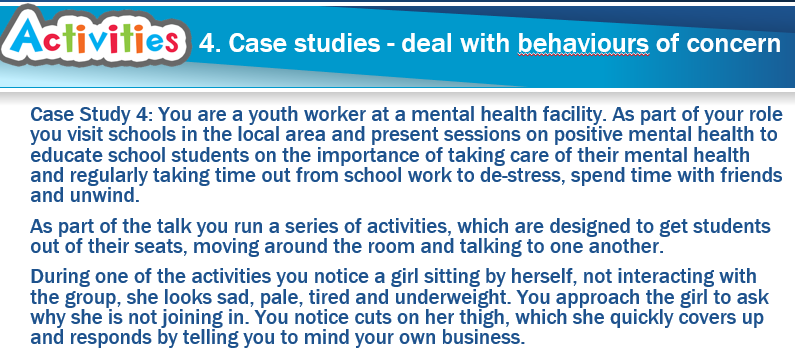 Activities 4. Case studies - deal with behaviours of concern
Case Study 4: You are a youth worker at a mental health facility. As part of your role
you visit schools in the local area and present sessions on positive mental health to
educate school students on the importance of taking care of their mental health
and regularly taking time out from school work to de-stress, spend time with friends
and unwind.
As part of the talk you run a series of activities, which are designed to get students
out of their seats, moving around the room and talking to one another.
During one of the activities you notice a girl sitting by herself, not interacting with
the group, she looks sad, pale, tired and underweight. You approach the girl to ask
why she is not joining in. You notice cuts on her thigh, which she quickly covers up
and responds by telling you to mind your own business.